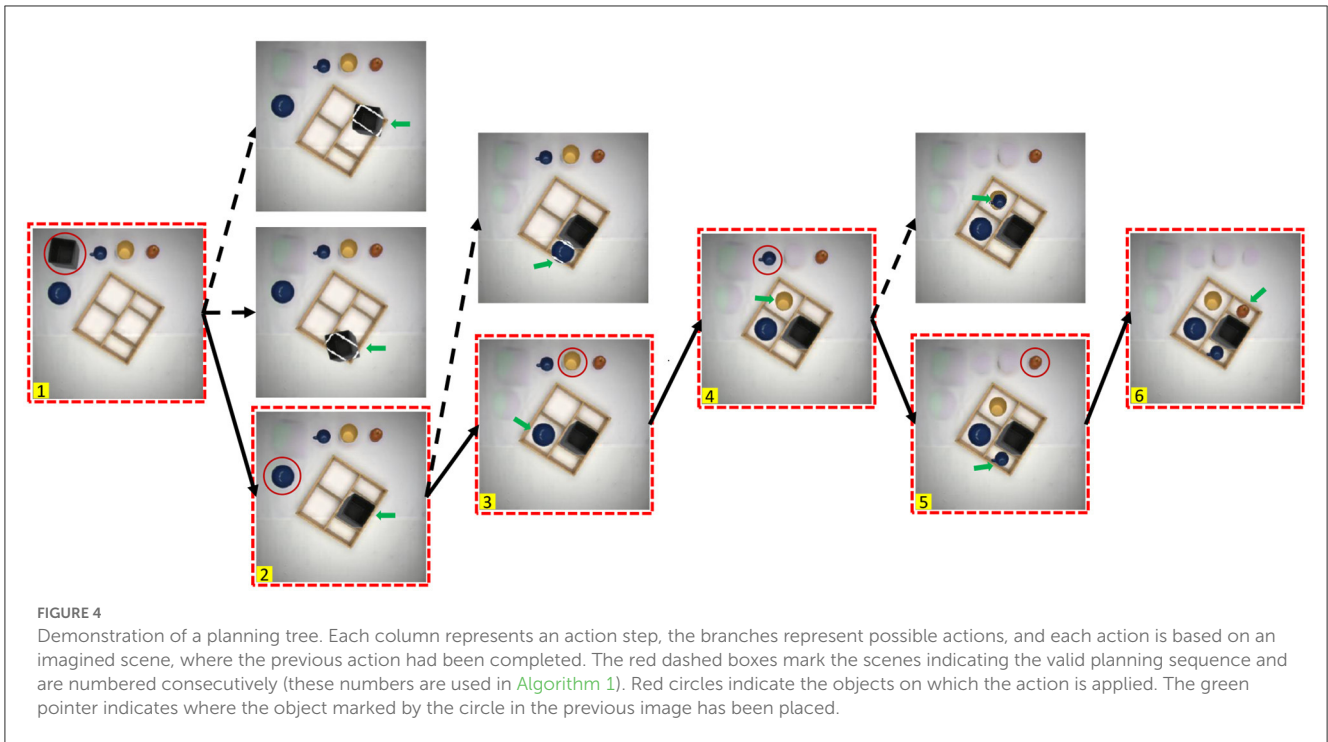 1
2
3
4
5
6
FIGURE 4
Demonstration of a planning tree. Each column represents an action step, the branches represent possible actions, and each action is based on an
imagined scene, where the previous action had been completed. The red dashed boxes mark the scenes indicating the valid planning sequence and
are numbered consecutively (these numbers are used in Algorithm 1). Red circles indicate the objects on which the action is applied. The green
pointer indicates where the object marked by the circle in the previous image has been placed.